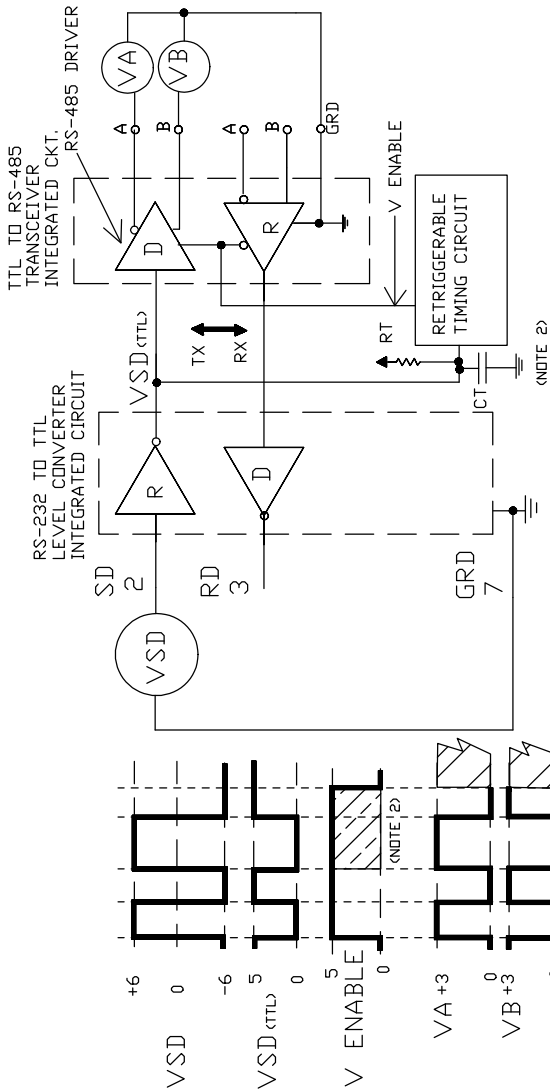 TTL TO RS-485
TRANSCEIVER
INTEGRATED CKT.
RS-485 DRIVER
RS-232 TO TTL
LEVEL CONVERTER
INTEGRATED CIRCUIT
SD
2
RD
3
GRD
7
VSD
R
D
VSD(TTL)
TX
RX
D
R
A
B
A
B
GRD
VA
VB
V ENABLE
RETRIGGERABLE
TIMING CIRCUIT
RT
CT
(NOTE 2)
VSD
+6
0
-6
VSD(TTL)
5
0
V ENABLE
5
0
(NOTE 2)
VA
+3
0
VB
+3